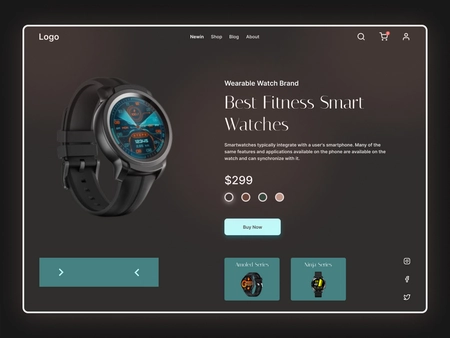 Logo
Newin Shop Blog About
Wearable Watch Brand
Best Fitness Smart
Watches
Smartwatches typically integrate with a user's smartphone. Many of the
same features and applications available on the phone are available on the
watch and can synchronize with it.
$299
Buy Now
Series
Series